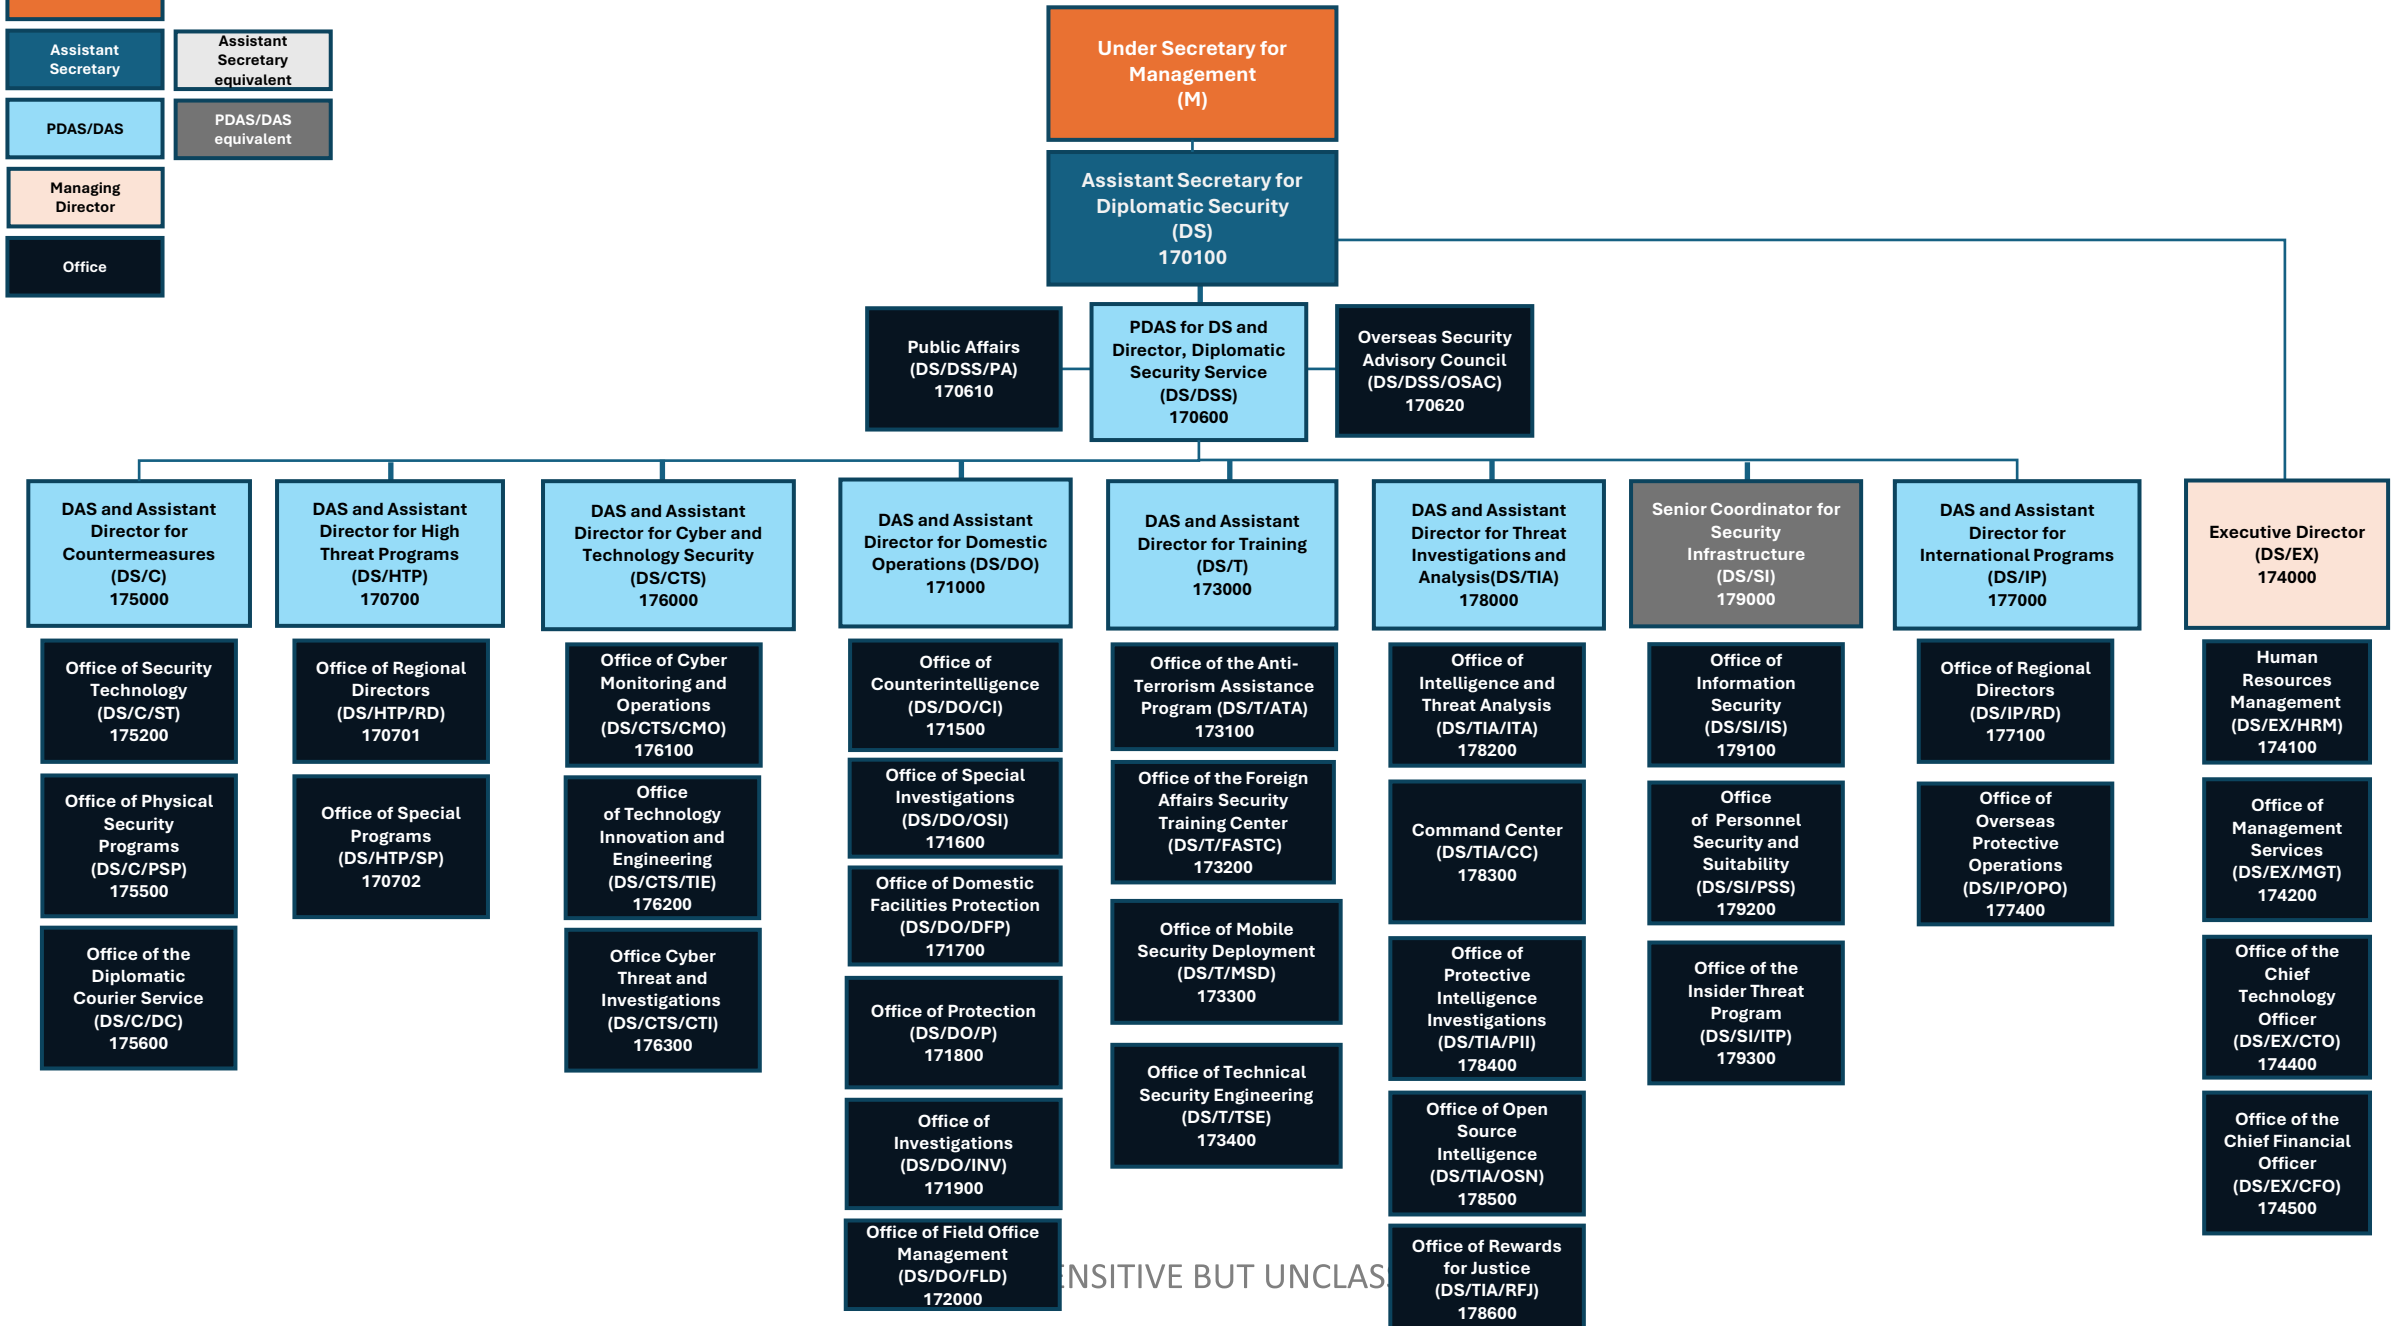 Assistant
Secretary
Assistant
Secretary
equivalent
PDAS/DAS
PDAS/DAS
equivalent
Managing
Director
Office
Under Secretary for
Management
(M)
Assistant Secretary for
Diplomatic Security
(DS)
170100
Public Affairs
(DS/DSS/PA)
170610
PDAS for DS and
Director, Diplomatic
Security Service
(DS/DSS)
170600
Overseas Security
Advisory Council
(DS/DSS/OSAC)
170620
DAS and Assistant
Director for
Countermeasures
(DS/C)
175000
DAS and Assistant
Director for High
Threat Programs
(DS/HTP)
170700
DAS and Assistant
Director for Cyber and
Technology Security
(DS/CTS)
176000
DAS and Assistant
Director for Domestic
Operations (DS/DO)
171000
DAS and Assistant
Director for Training
(DS/T)
173000
DAS and Assistant
Director for Threat
Investigations and
Analysis(DS/TIA)
178000
Senior Coordinator for
Security
Infrastructure
(DS/SI)
179000
DAS and Assistant
Director for
International Programs
(DS/IP)
177000
Executive Director
(DS/EX)
174000
Office of Security
Technology
(DS/C/ST)
175200
Office of Physical
Security
Programs
(DS/C/PSP)
175500
Office of the
Diplomatic
Courier Service
(DS/C/DC)
175600
Office of Regional
Directors
(DS/HTP/RD)
170701
Office of Special
Programs
(DS/HTP/SP)
170702
Office of Cyber
Monitoring and
Operations
(DS/CTS/CMO)
176100
Office
of Technology
Innovation and
Engineering
(DS/CTS/TIE)
176200
Office Cyber
Threat and
Investigations
(DS/CTS/CTI)
176300
Office of
Counterintelligence
(DS/DO/CI)
171500
Office of Special
Investigations
(DS/DO/OSI)
171600
Office of Domestic
Facilities Protection
(DS/DO/DFP)
171700
Office of Protection
(DS/DO/P)
171800
Office of
Investigations
(DS/DO/INV)
171900
Office of Field Office
Management
(DS/DO/FLD)
172000
Office of the Anti-
Terrorism Assistance
Program (DS/T/ATA)
173100
Office of the Foreign
Affairs Security
Training Center
(DS/T/FASTC)
173200
Office of Mobile
Security Deployment
(DS/T/MSD)
173300
Office of Technical
Security Engineering
(DS/T/TSE)
173400
Office of
Intelligence and
Threat Analysis
(DS/TIA/ITA)
178200
Command Center
(DS/TIA/CC)
178300
Office of
Protective
Intelligence
Investigations
(DS/TIA/PII)
178400
Office of Open
Source
Intelligence
(DS/TIA/OSN)
178500
Office of Rewards
for Justice
(DS/TIA/RFJ)
178600
Office of
Information
Security
(DS/SI/IS)
179100
Office
of Personnel
Security and
Suitability
(DS/SI/PSS)
179200
Office of the
Insider Threat
Program
(DS/SI/ITP)
179300
Office of Regional
Directors
(DS/IP/RD)
177100
Office of
Overseas
Protective
Operations
(DS/IP/OPO)
177400
Human
Resources
Management
(DS/EX/HRM)
174100
Office of
Management
Services
(DS/EX/MGT)
174200
Office of the
Chief
Technology
Officer
(DS/EX/CTO)
174400
Office of the
Chief Financial
Officer
(DS/EX/CFO)
174500
ENSITIVE BUT UNCLAS